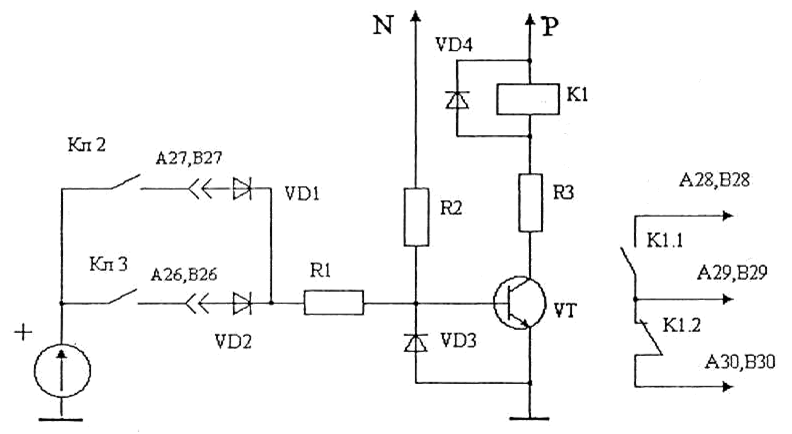 N
P
VD4
K1
Кл 2
A27,B27
VD1
R2
R3
A28,B28
K1.1
Кл 3
A26,B26
R1
A29,B29
VD2
VD3
VT
K1.2
+
A30,B30